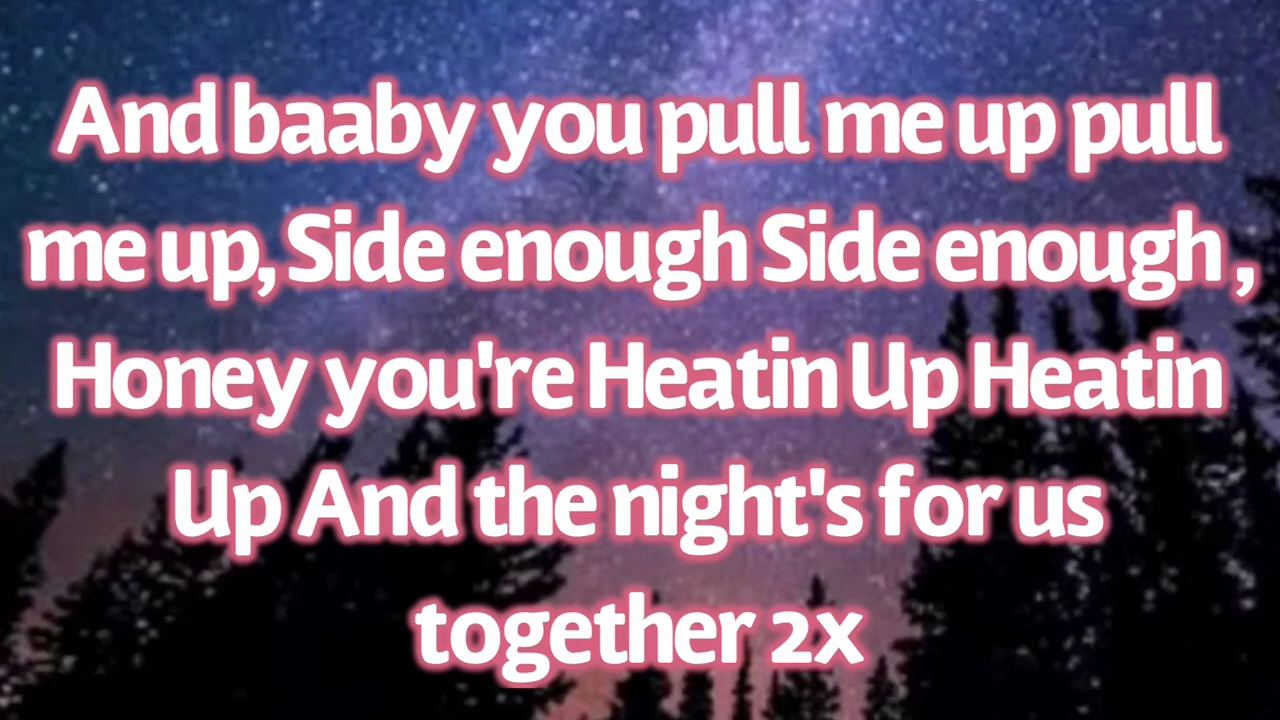 And baaby you pull me up pull
me up, Side enough Side enough ,
Honey you're Heatin Up Heatin
Up And the night's for us
together 2x